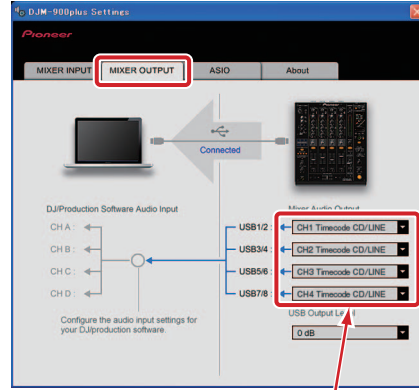 DJM-900plus Settings
Pioneer
MIXER INPUT
MIXER OUTPUT
ASIO
About
Connected
DJ/Production Software Audio Input
Mixer Audio Output
CH A :
CH B :
CH C :
CH D :
USB1/2 :
CH1 Timecode CD/LINE
USB3/4 :
CH2 Timecode CD/LINE
USB5/6 :
CH3 Timecode CD/LINE
USB7/8 :
CH4 Timecode CD/LINE
Configure the audio input settings for
your DJ/production software.
USB Output Level
0 dB